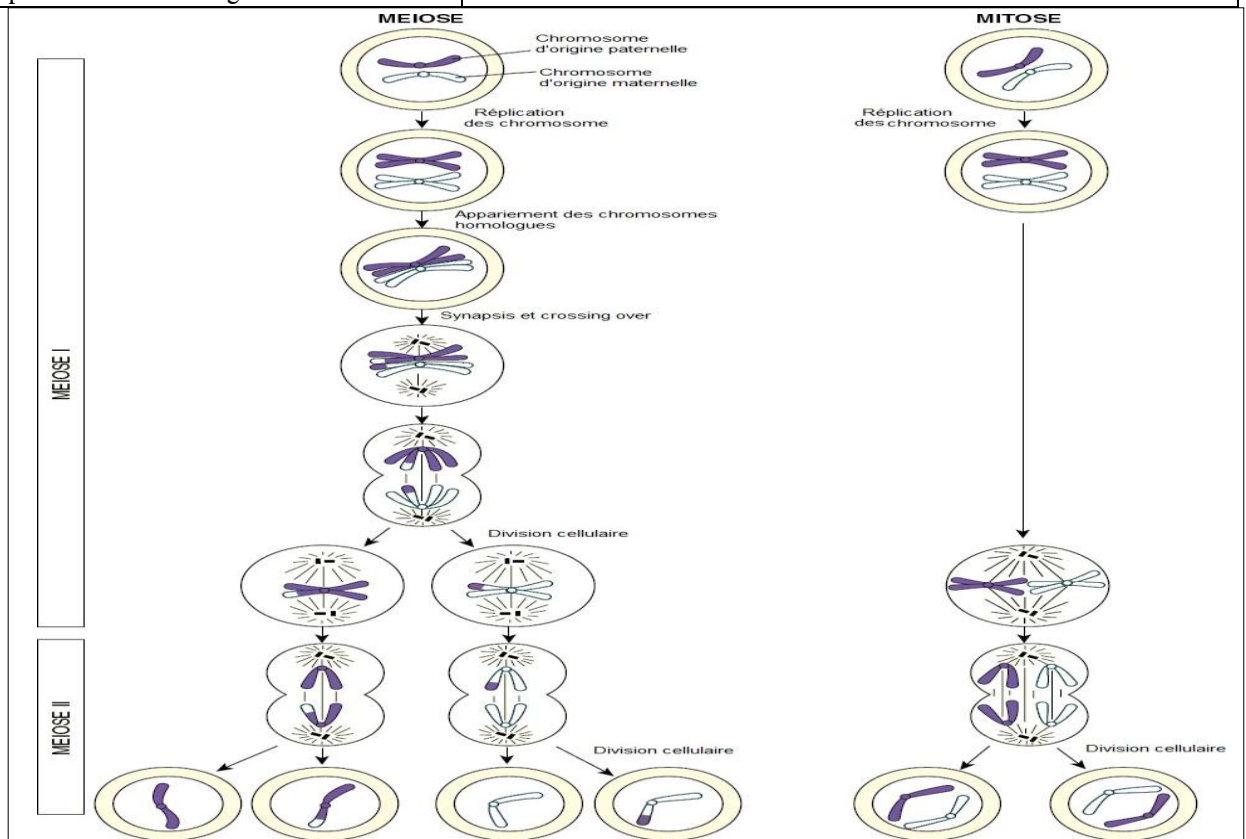 MEIOSE
MITOSE
Chromosome
d'origine paternelle
Chromosome
d'origine maternelle
Réplication
des chromosome
Réplication
des chromosome
Appariement des chromosomes
homologues
Synapsis et crossing over
MEIOSE I
Division cellulaire
MEIOSE II
Division cellulaire
Division cellulaire